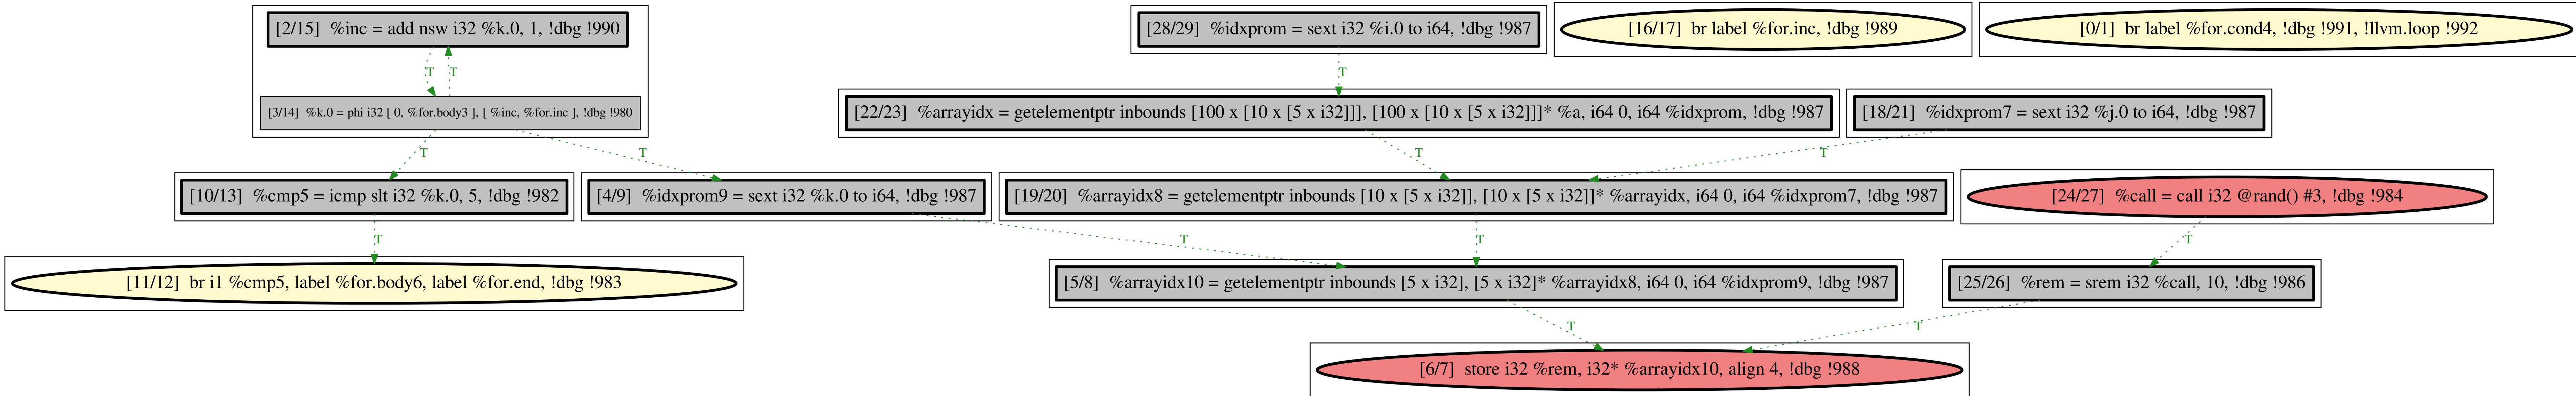 [2/15]  %inc = add nsw i32 %k.0, 1, !dbg !990
[28/29]  %idxprom = sext i32 %i.0 to i64, !dbg !987
[16/17]  br label %for.inc, !dbg !989
[0/1]  br label %for.cond4, !dbg !991, !llvm.loop !992
T
T
T
[3/14]  %k.0 = phi i32 [ 0, %for.body3 ], [ %inc, %for.inc ], !dbg !980
[22/23]  %arrayidx = getelementptr inbounds [100 x [10 x [5 x i32]]], [100 x [10 x [5 x i32]]]* %a, i64 0, i64 %idxprom, !dbg !987
[18/21]  %idxprom7 = sext i32 %j.0 to i64, !dbg !987
T
T
T
T
[10/13]  %cmp5 = icmp slt i32 %k.0, 5, !dbg !982
[4/9]  %idxprom9 = sext i32 %k.0 to i64, !dbg !987
[19/20]  %arrayidx8 = getelementptr inbounds [10 x [5 x i32]], [10 x [5 x i32]]* %arrayidx, i64 0, i64 %idxprom7, !dbg !987
[24/27]  %call = call i32 @rand() #3, !dbg !984
T
T
T
T
[11/12]  br i1 %cmp5, label %for.body6, label %for.end, !dbg !983
[5/8]  %arrayidx10 = getelementptr inbounds [5 x i32], [5 x i32]* %arrayidx8, i64 0, i64 %idxprom9, !dbg !987
[25/26]  %rem = srem i32 %call, 10, !dbg !986
T
T
[6/7]  store i32 %rem, i32* %arrayidx10, align 4, !dbg !988